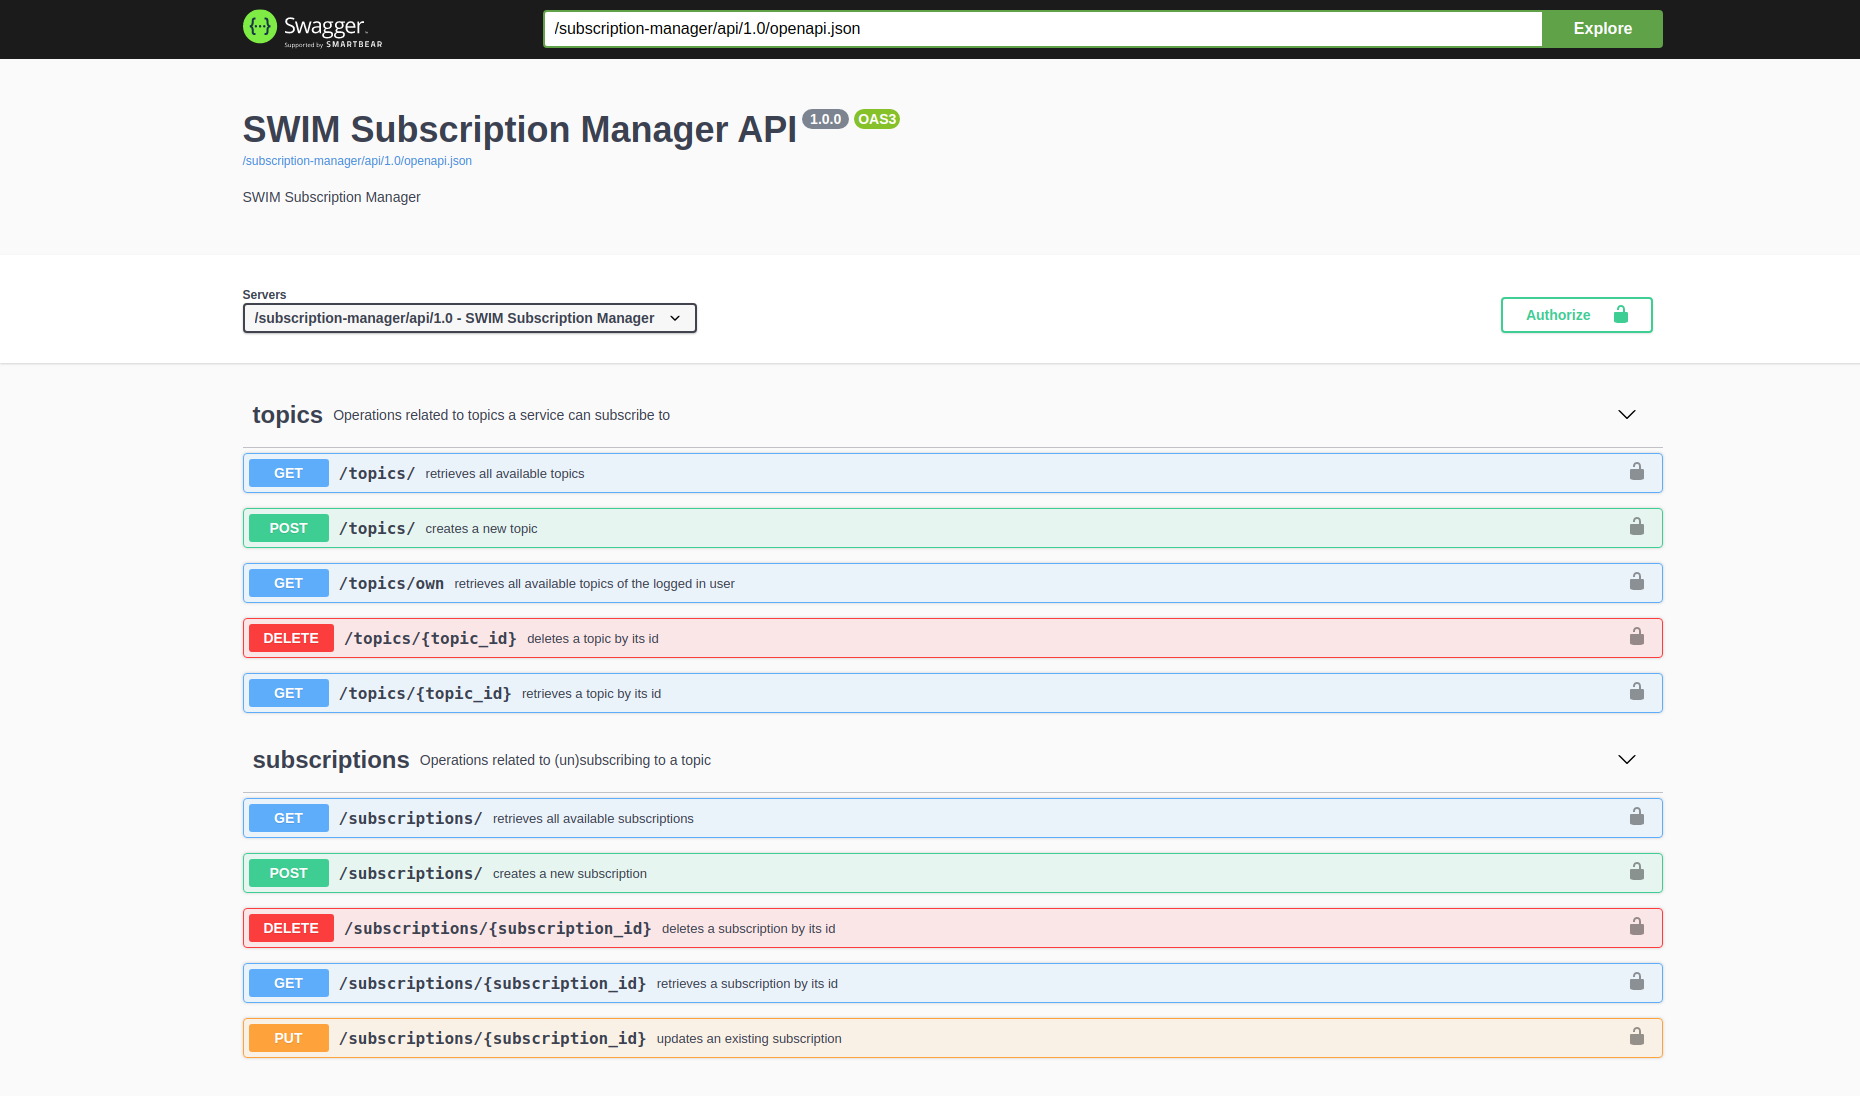 Swagger
Supported by SMARTBEAR
/subscription-manager/api/1.0/openapi.json
Explore
SWIM Subscription Manager API 1.0.0 OAS3
/subscription-manager/api/1.0/openapi.json
SWIM Subscription Manager
Servers
/subscription-manager/api/1.0 - SWIM Subscription Manager
Authorize
topics Operations related to topics a service can subscribe to
GET /topics/ retrieves all available topics
POST /topics/ creates a new topic
GET /topics/own retrieves all available topics of the logged in user
DELETE /topics/{topic_id} deletes a topic by its id
GET /topics/{topic_id} retrieves a topic by its id
subscriptions Operations related to (un)subscribing to a topic
GET /subscriptions/ retrieves all available subscriptions
POST /subscriptions/ creates a new subscription
DELETE /subscriptions/{subscription_id} deletes a subscription by its id
GET /subscriptions/{subscription_id} retrieves a subscription by its id
PUT /subscriptions/{subscription_id} updates an existing subscription